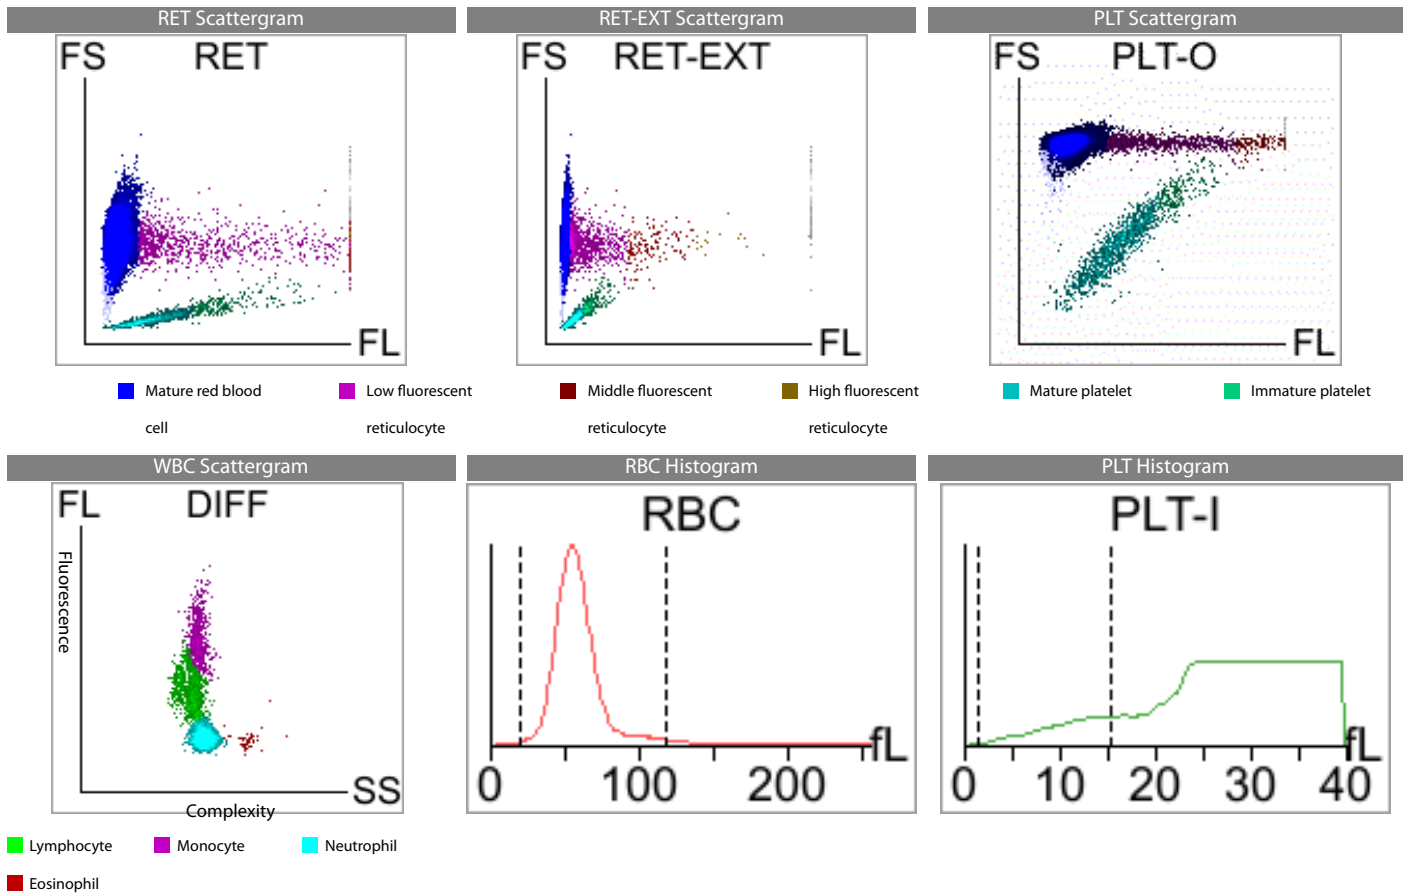 RET Scattergram
RET-EXT Scattergram
PLT Scattergram
FS RET
FL
FS RET-EXT
FL
FS PLT-O
FL
Mature red blood cell
Low fluorescent reticulocyte
Middle fluorescent reticulocyte
High fluorescent reticulocyte
Mature platelet
Immature platelet
WBC Scattergram
RBC Histogram
PLT Histogram
FL DIFF
Fluorescence
SS
Complexity
RBC
fL
0 100 200
PLT-I
fL
0 10 20 30 40
Lymphocyte
Monocyte
Neutrophil
Eosinophil